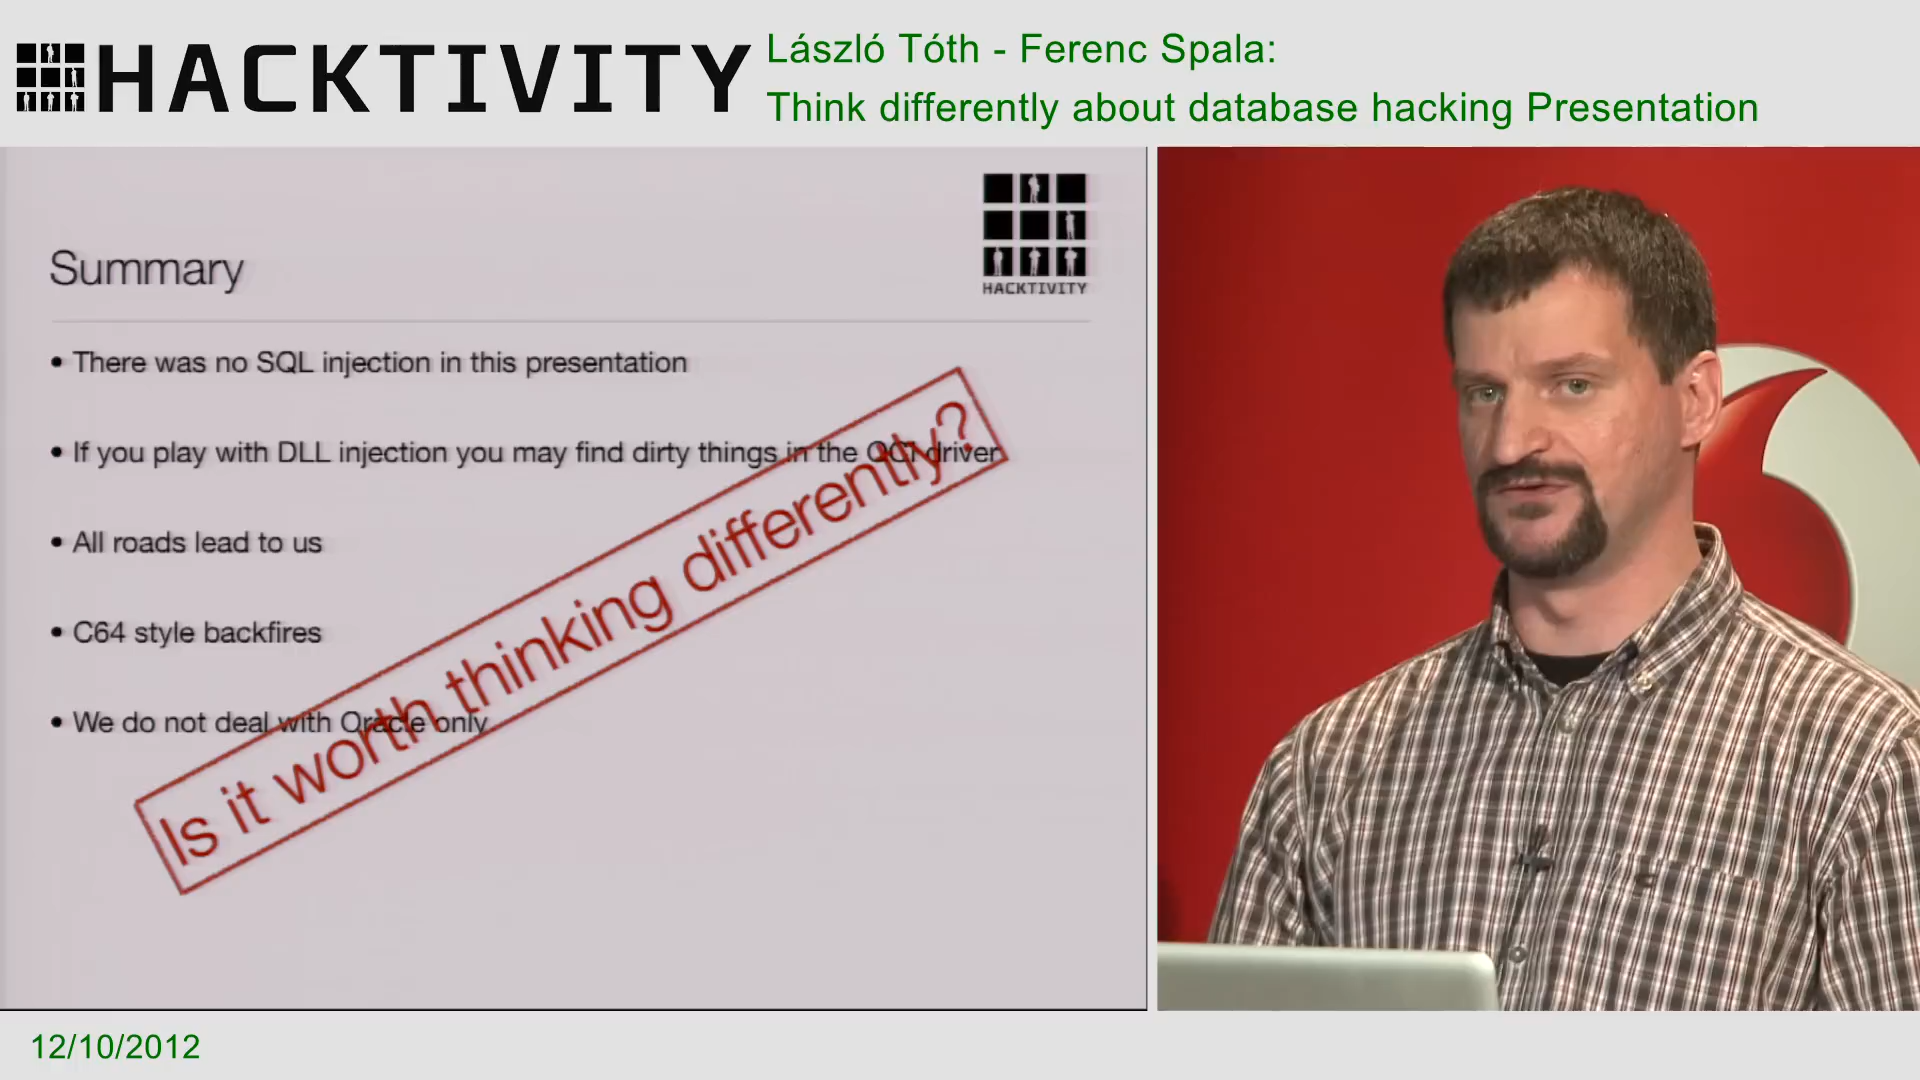 HACKTIVITY
László Tóth - Ferenc Spala:
Think differently about database hacking Presentation
HACKTIVITY
Summary
• There was no SQL injection in this presentation
• If you play with DLL injection you may find dirty things in the OCI driver
• All roads lead to us
• C64 style backfires
• We do not deal with Oracle only
Is it worth thinking differently?
12/10/2012